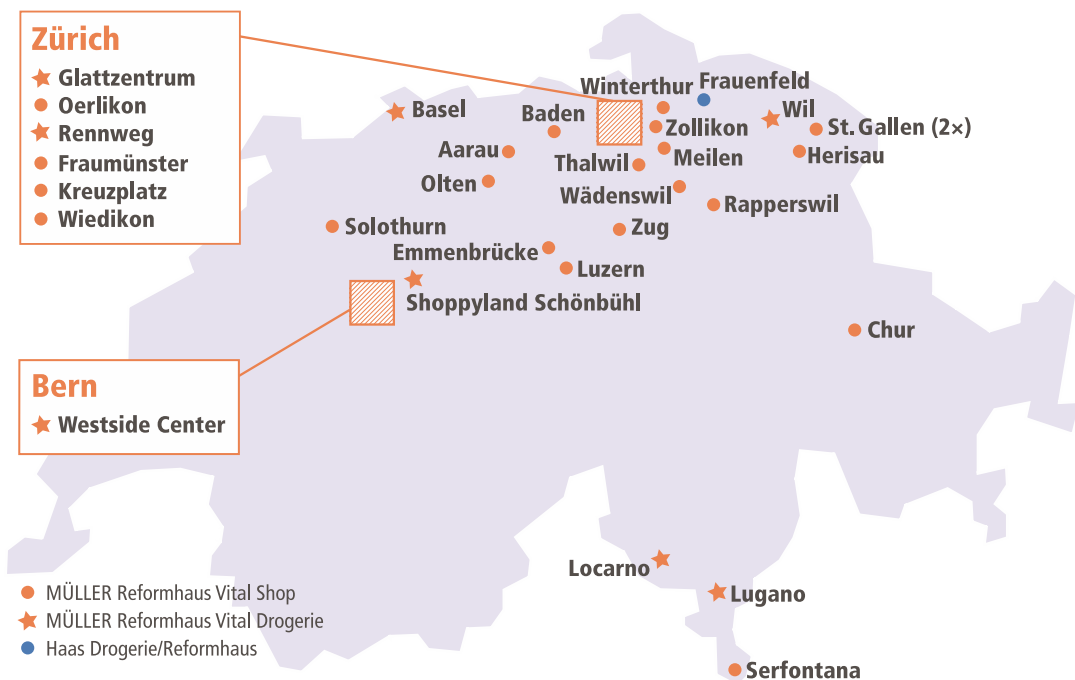 Zürich
Glattzentrum
Oerlikon
Rennweg
Fraumünster
Kreuzplatz
Wiedikon
Basel
Baden
Winterthur
Frauenfeld
Wil
St. Gallen (2×)
Zollikon
Aarau
Thalwil
Meilen
Herisau
Olten
Wädenswil
Rapperswil
Solothurn
Zug
Emmenbrücke
Luzern
Shoppyland Schönbühl
Chur
Bern
Westside Center
Locarno
Lugano
Serfontana
MÜLLER Reformhaus Vital Shop
MÜLLER Reformhaus Vital Drogerie
Haas Drogerie/Reformhaus